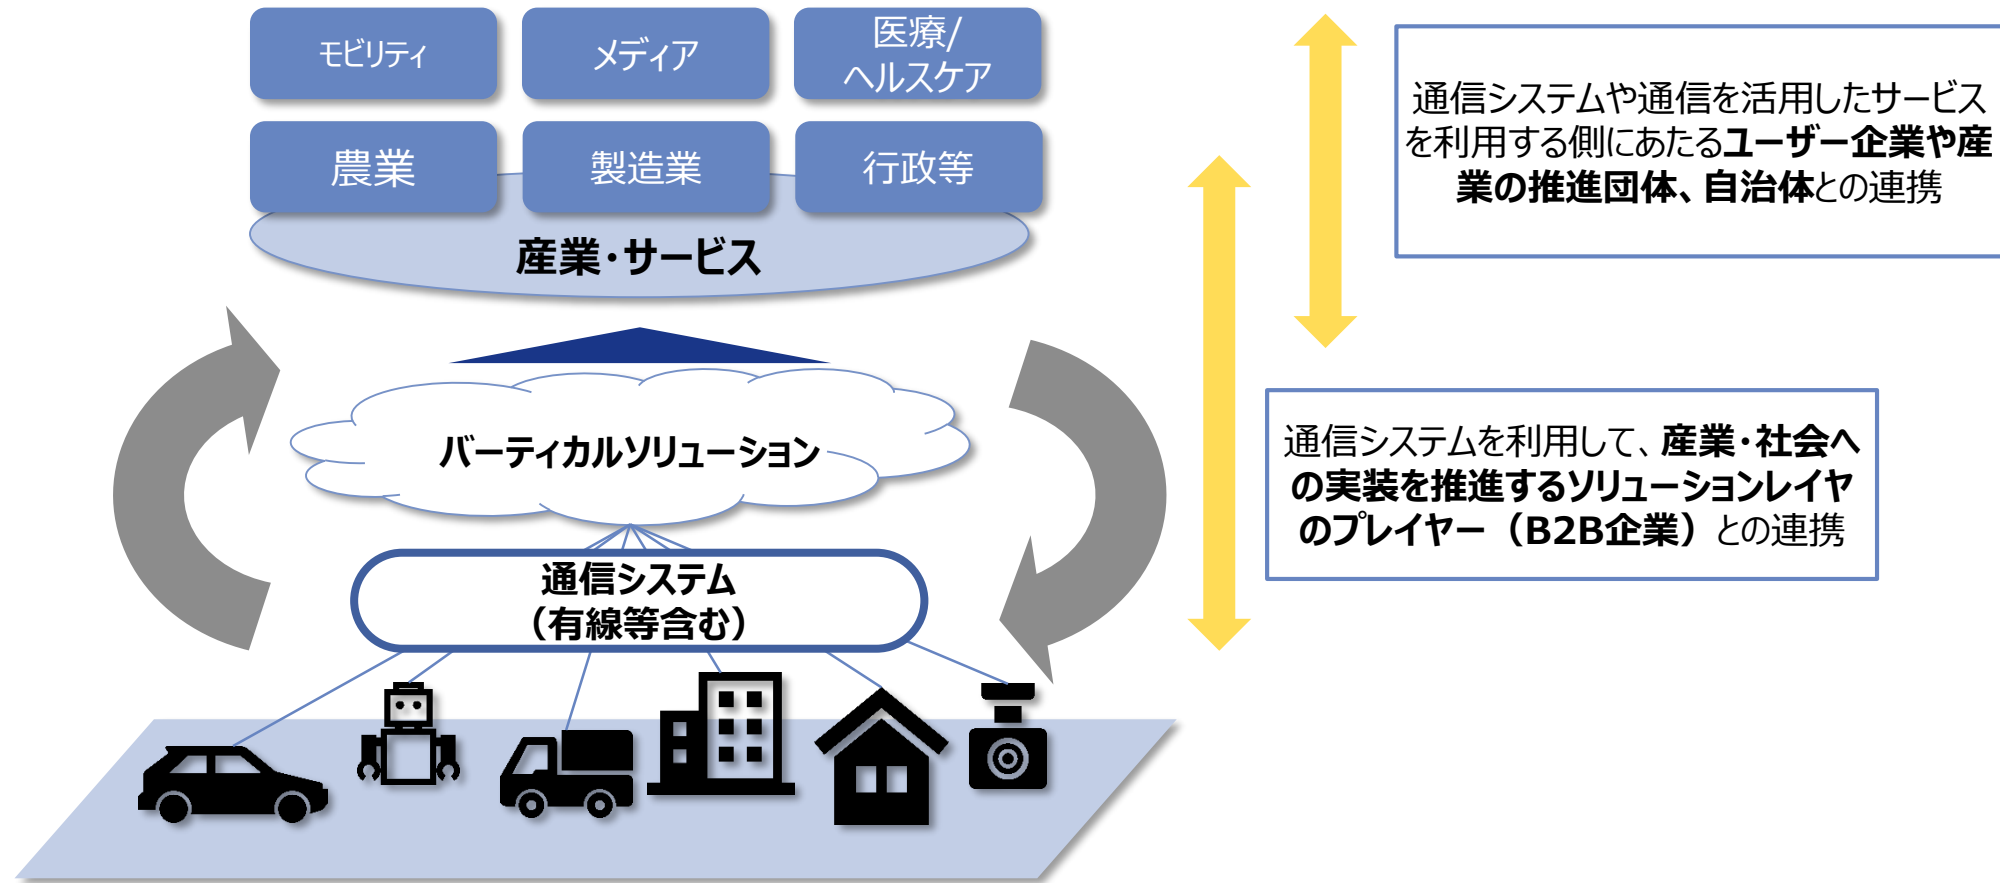 モビリティ
メディア
医療/
ヘルスケア
農業
製造業
行政等
産業・サービス
バーティカルソリューション
通信システム
（有線等含む）
通信システムや通信を活用したサービス
を利用する側にあたるユーザー企業や産
業の推進団体、自治体との連携
通信システムを利用して、産業・社会へ
の実装を推進するソリューションレイヤ
のプレイヤー（B2B企業）との連携